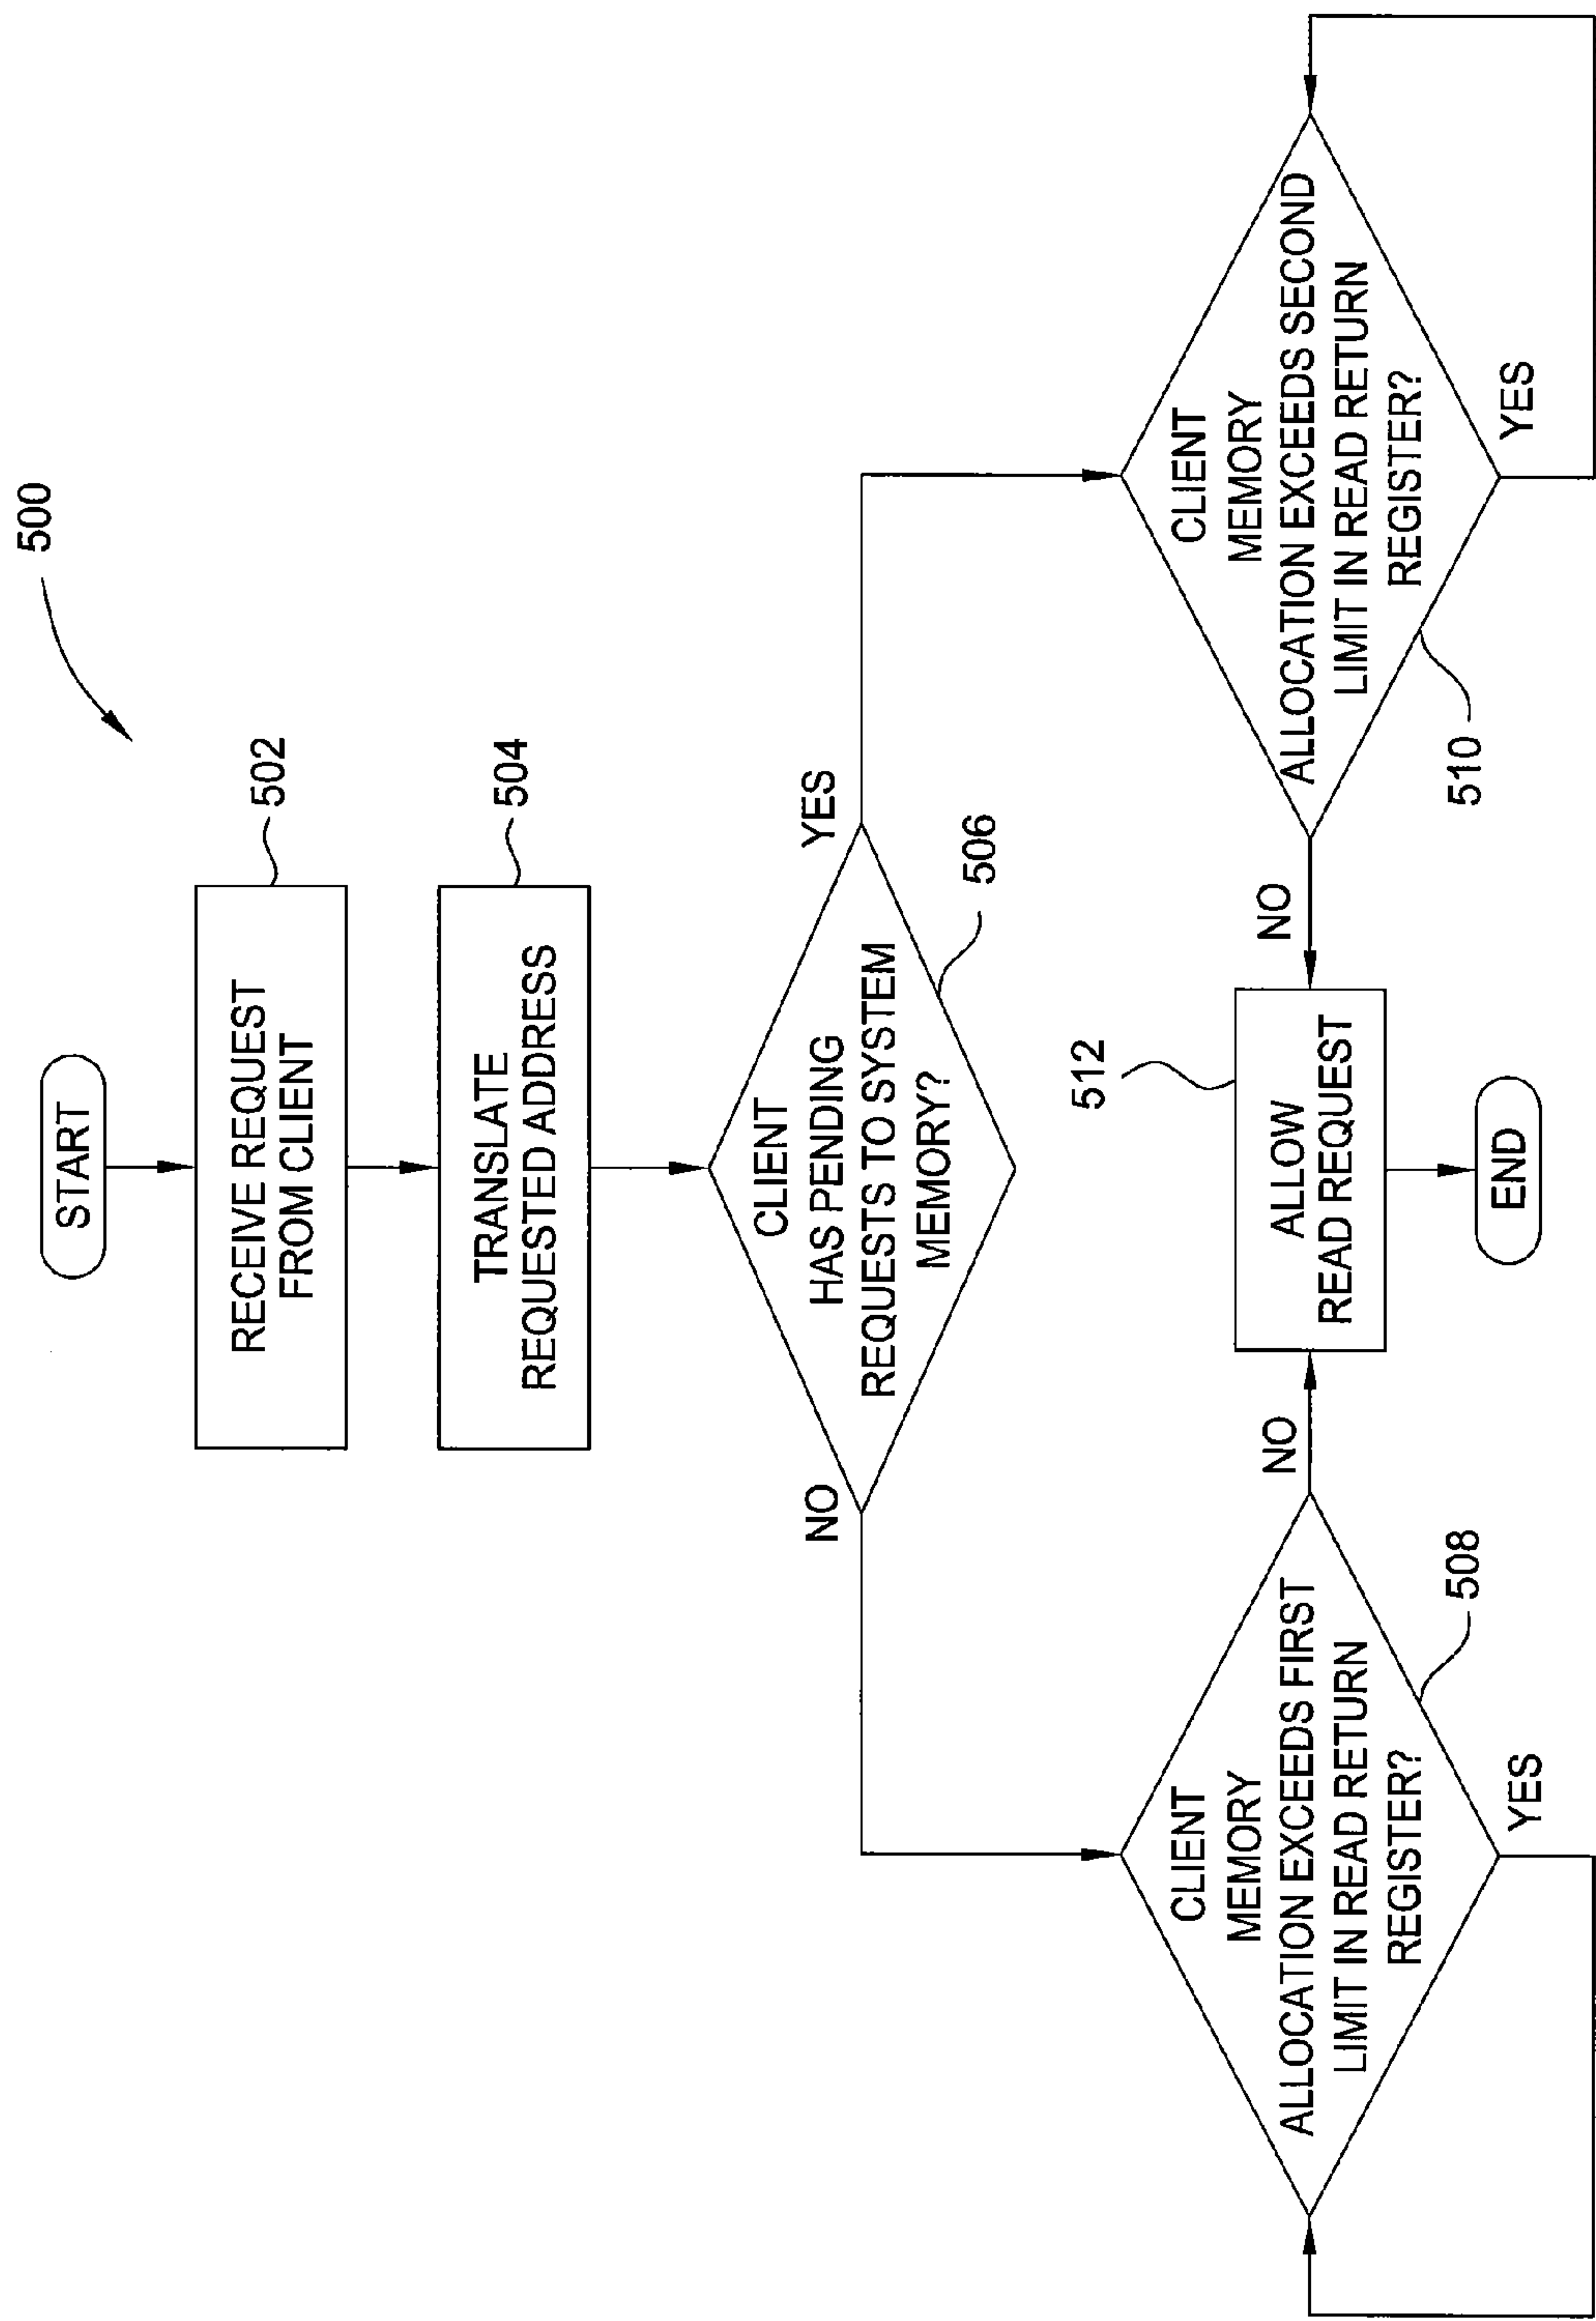 500
START
RECEIVE REQUEST
FROM CLIENT
502
TRANSLATE
REQUESTED ADDRESS
504
CLIENT
HAS PENDING
REQUESTS TO SYSTEM
MEMORY?
506
NO
YES
CLIENT
MEMORY
ALLOCATION EXCEEDS FIRST
LIMIT IN READ RETURN
REGISTER?
508
YES
NO
512
ALLOW
READ REQUEST
NO
CLIENT
MEMORY
ALLOCATION EXCEEDS SECOND
LIMIT IN READ RETURN
REGISTER?
510
YES
END